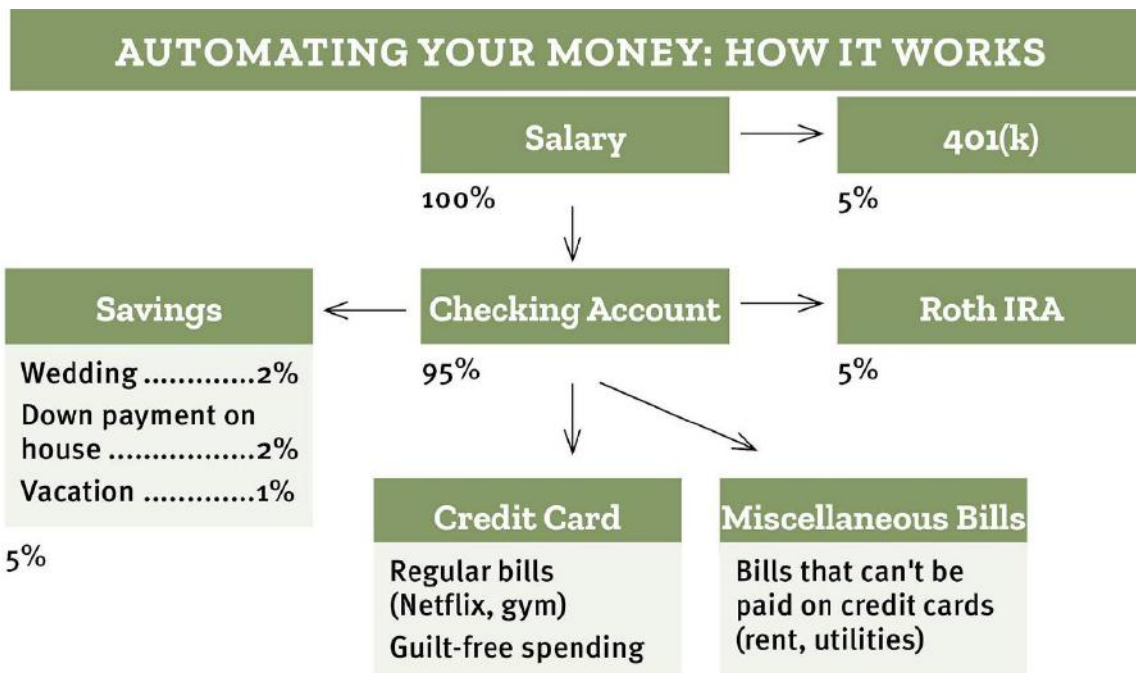 AUTOMATING YOUR MONEY: HOW IT WORKS
Salary
401(k)
100%
5%
Savings
Checking Account
Roth IRA
Wedding .............2%
Down payment on
house ..................2%
Vacation .............1%
95%
5%
5%
Credit Card
Miscellaneous Bills
Regular bills
(Netflix, gym)
Guilt-free spending
Bills that can't be
paid on credit cards
(rent, utilities)